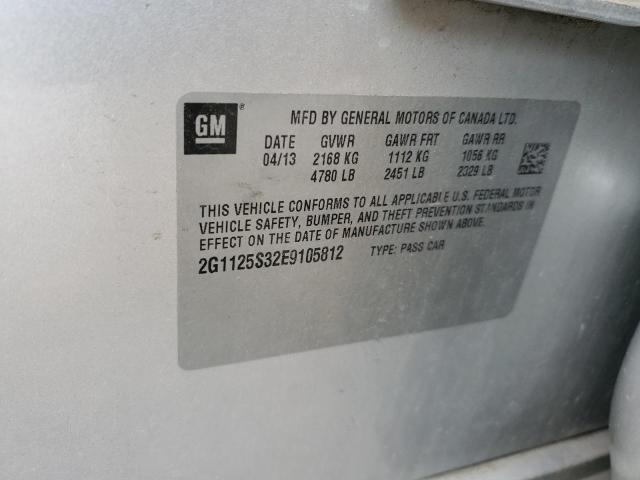 GM ® MFD BY GENERAL MOTORS OF CANADA LTD.
DATE GVWR GAWR FRT GAWR RR
04/13 2168 KG 1112 KG 1056 KG
4780 LB 2451 LB 2329 LB
THIS VEHICLE CONFORMS TO ALL APPLICABLE U.S. FEDERAL MOTOR
VEHICLE SAFETY, BUMPER, AND THEFT PREVENTION STANDARDS IN
EFFECT ON THE DATE OF MANUFACTURE SHOWN ABOVE.
2G1125S32E9105812 TYPE: PASS CAR